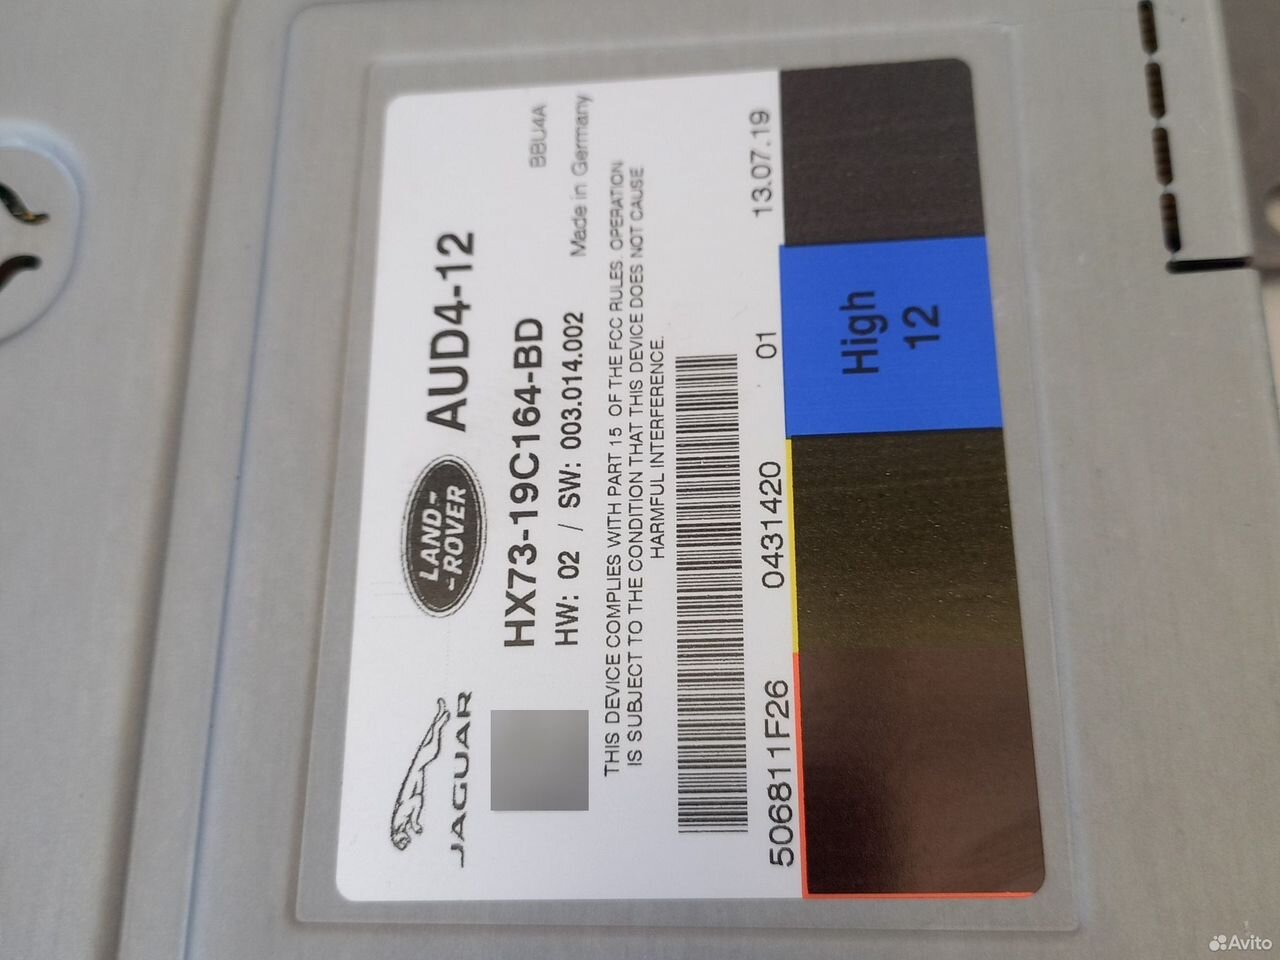 JAGUAR
LAND-
-ROVER
AUD4-12
HX73-19C164-BD
BBU4A
HW: 02 / SW: 003.014.002
Made in Germany
THIS DEVICE COMPLIES WITH PART 15 OF THE FCC RULES. OPERATION
IS SUBJECT TO THE CONDITION THAT THIS DEVICE DOES NOT CAUSE
HARMFUL INTERFERENCE.
506811F26 0431420 01 13.07.19
High
12
Avito